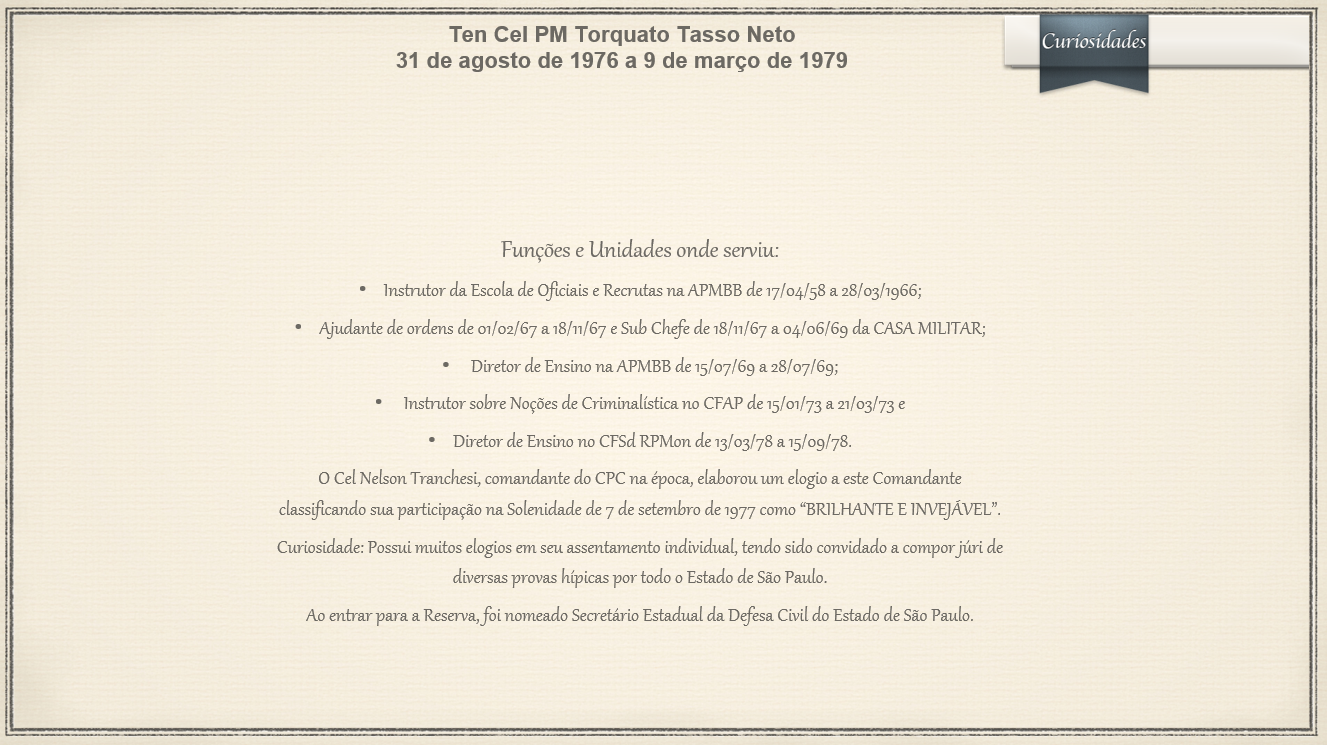 Ten Cel PM Torquato Tasso Neto
31 de agosto de 1976 a 9 de março de 1979
Curiosidades
Funções e Unidades onde serviu:
• Instrutor da Escola de Oficiais e Recrutas na APMBB de 17/04/58 a 28/03/1966;
• Ajudante de ordens de 01/02/67 a 18/11/67 e Sub Chefe de 18/11/67 a 04/06/69 da CASA MILITAR;
• Diretor de Ensino na APMBB de 15/07/69 a 28/07/69;
• Instrutor sobre Noções de Criminalística no CFAP de 15/01/73 a 21/03/73 e
• Diretor de Ensino no CFSd RPMon de 13/03/78 a 15/09/78.
O Cel Nelson Tranchesi, comandante do CPC na época, elaborou um elogio a este Comandante
classificando sua participação na Solenidade de 7 de setembro de 1977 como “BRILHANTE E INVEJÁVEL”.
Curiosidade: Possui muitos elogios em seu assentamento individual, tendo sido convidado a compor júri de
diversas provas hípicas por todo o Estado de São Paulo.
Ao entrar para a Reserva, foi nomeado Secretário Estadual da Defesa Civil do Estado de São Paulo.